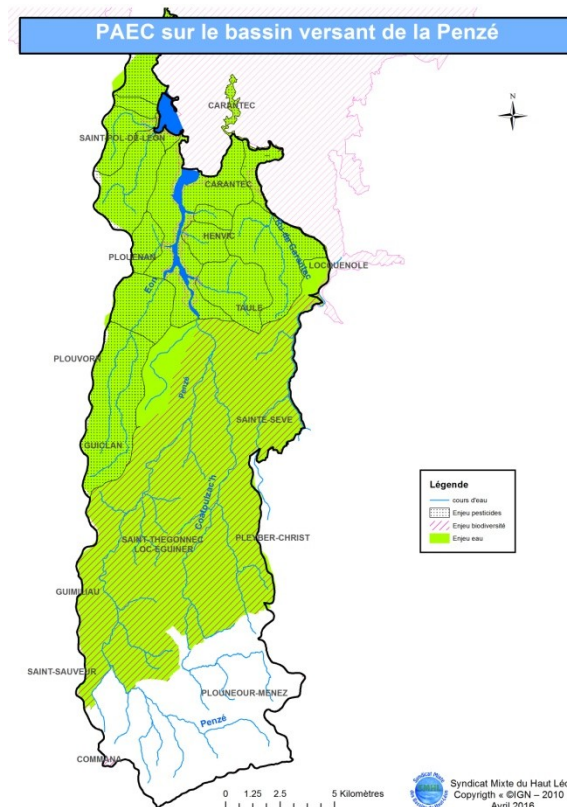 PAEC sur le bassin versant de la Penzé
N
CARANTEC
SAINT-POL-DE-LEON
CARANTEC
HENVIC
PLOUENAN
LOCQUENOLE
Eon
TAULE
PLOUVORN
Penzé
SAINTE-SEVE
GUICLAN
Coatoulzac'h
Légende
cours d'eau
Enjeu pesticides
Enjeu biodiversité
Enjeu eau
SAINT-THEGONNEC
LOC-EGUINER
PLEYBER-CHRIST
GUIMILIAU
SAINT-SAUVEUR
PLOUNEOUR-MENEZ
Penzé
COMMANA
0 1.25 2.5 5 Kilomètres
Syndicat Mixte du Haut Léo
Copyrigth « ©IGN – 2010
Avril 2016